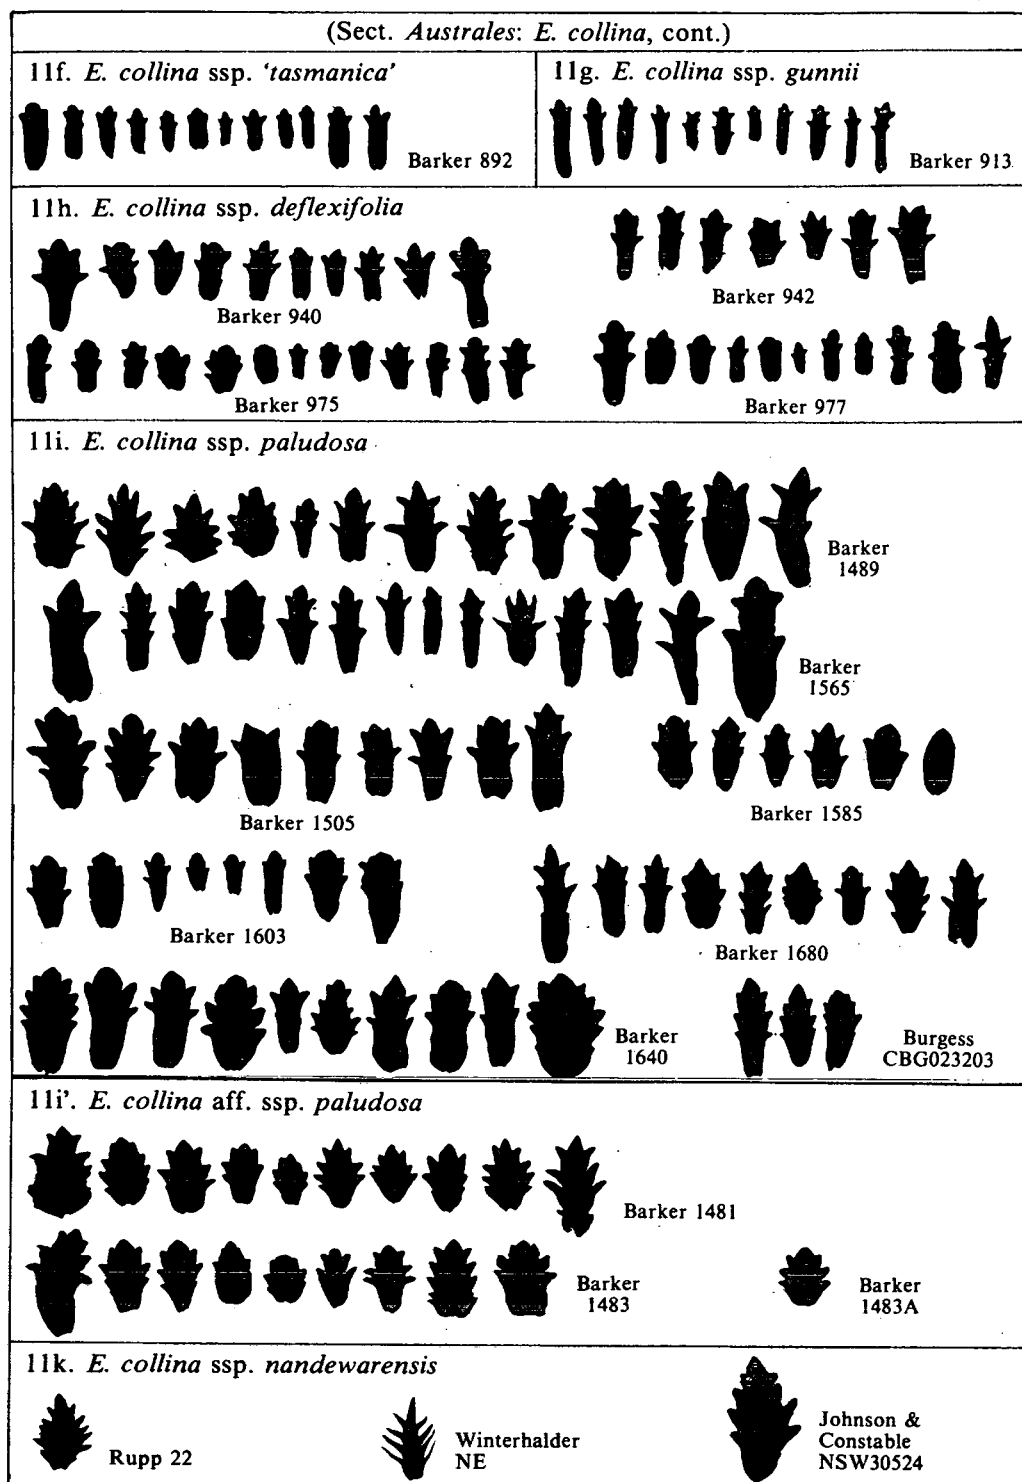 (Sect. Australes: E. collina, cont.)
11f. E. collina ssp. 'tasmanica'
Barker 892
11g. E. collina ssp. gunnii
Barker 913
11h. E. collina ssp. deflexifolia
Barker 940
Barker 942
Barker 975
Barker 977
11i. E. collina ssp. paludosa
Barker
1489
Barker
1565
Barker 1505
Barker 1585
Barker 1603
Barker 1680
Barker
1640
Burgess
CBG023203
11i'. E. collina aff. ssp. paludosa
Barker 1481
Barker
1483
Barker
1483A
11k. E. collina ssp. nandewarensis
Rupp 22
Winterhalder
NE
Johnson &
Constable
NSW30524